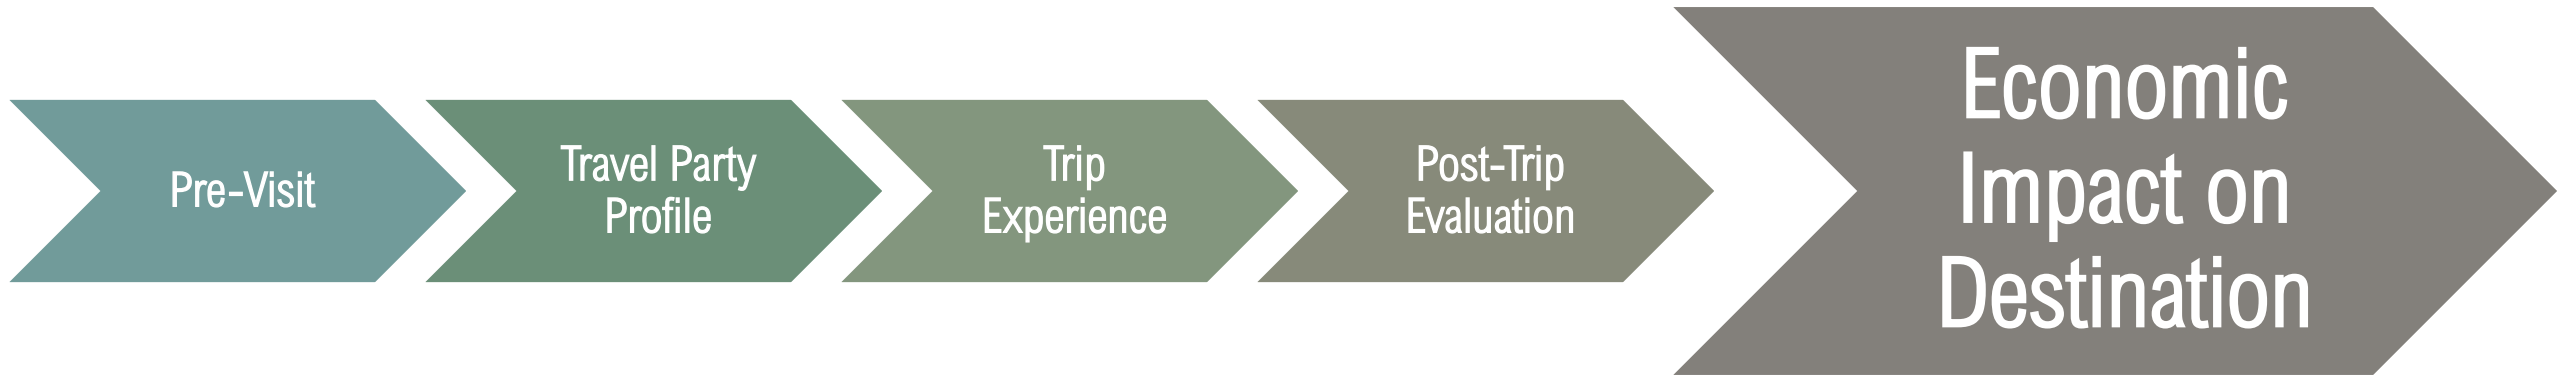 Pre-Visit
Travel Party
Profile
Trip
Experience
Post-Trip
Evaluation
Economic
Impact on
Destination